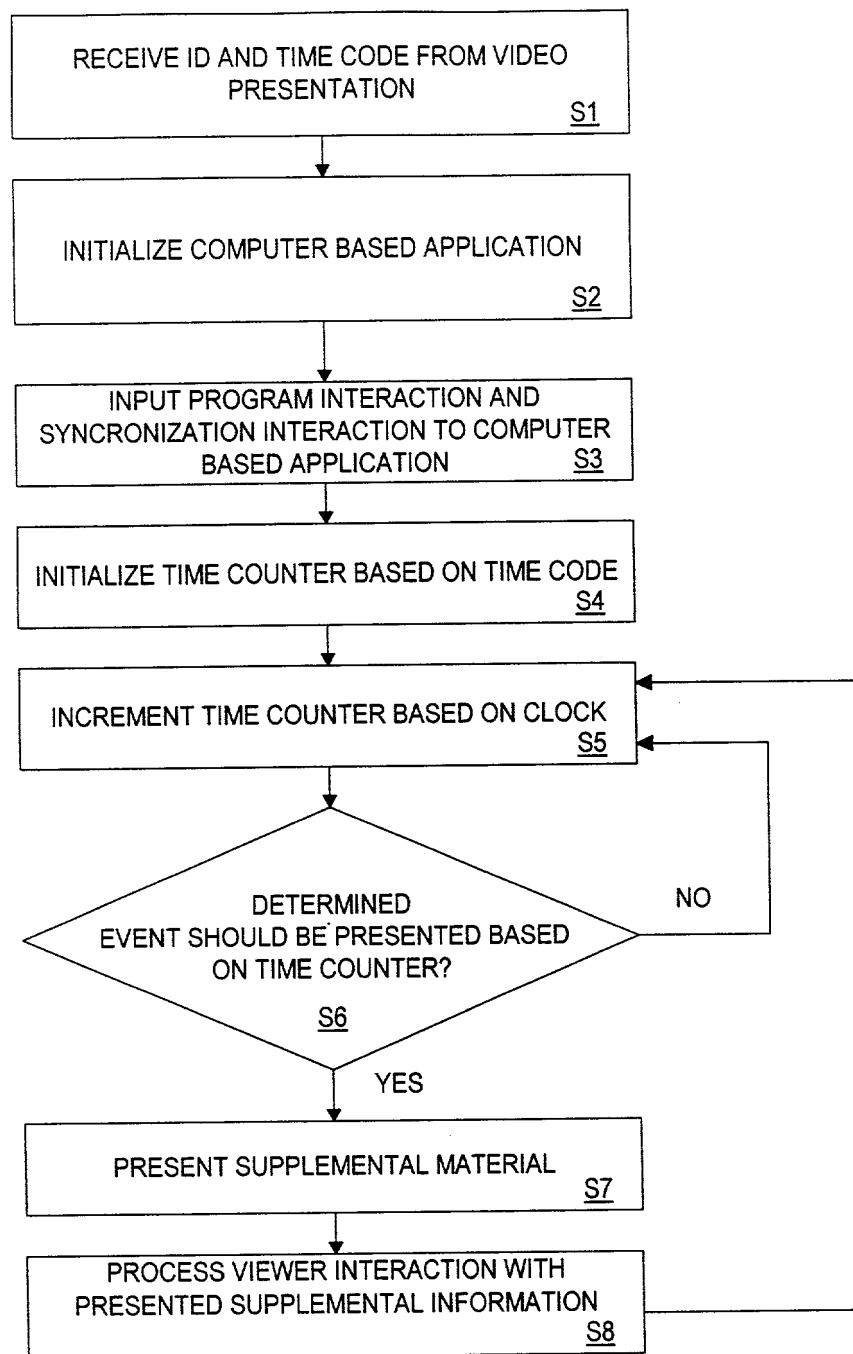 RECEIVE ID AND TIME CODE FROM VIDEO
PRESENTATION
S1
INITIALIZE COMPUTER BASED APPLICATION
S2
INPUT PROGRAM INTERACTION AND
SYNCRONIZATION INTERACTION TO COMPUTER
BASED APPLICATION
S3
INITIALIZE TIME COUNTER BASED ON TIME CODE
S4
INCREMENT TIME COUNTER BASED ON CLOCK
S5
DETERMINED
EVENT SHOULD BE PRESENTED BASED
ON TIME COUNTER?
S6
NO
YES
PRESENT SUPPLEMENTAL MATERIAL
S7
PROCESS VIEWER INTERACTION WITH
PRESENTED SUPPLEMENTAL INFORMATION
S8